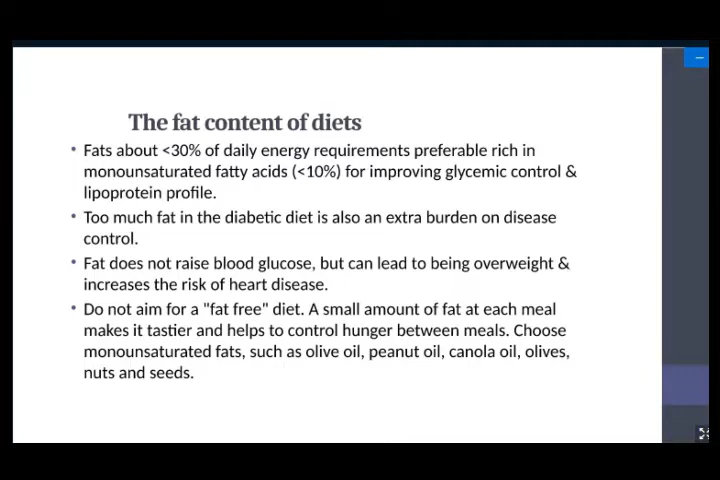 The fat content of diets
• Fats about <30% of daily energy requirements preferable rich in
monounsaturated fatty acids (<10%) for improving glycemic control &
lipoprotein profile.
• Too much fat in the diabetic diet is also an extra burden on disease
control.
• Fat does not raise blood glucose, but can lead to being overweight &
increases the risk of heart disease.
• Do not aim for a "fat free" diet. A small amount of fat at each meal
makes it tastier and helps to control hunger between meals. Choose
monounsaturated fats, such as olive oil, peanut oil, canola oil, olives,
nuts and seeds.